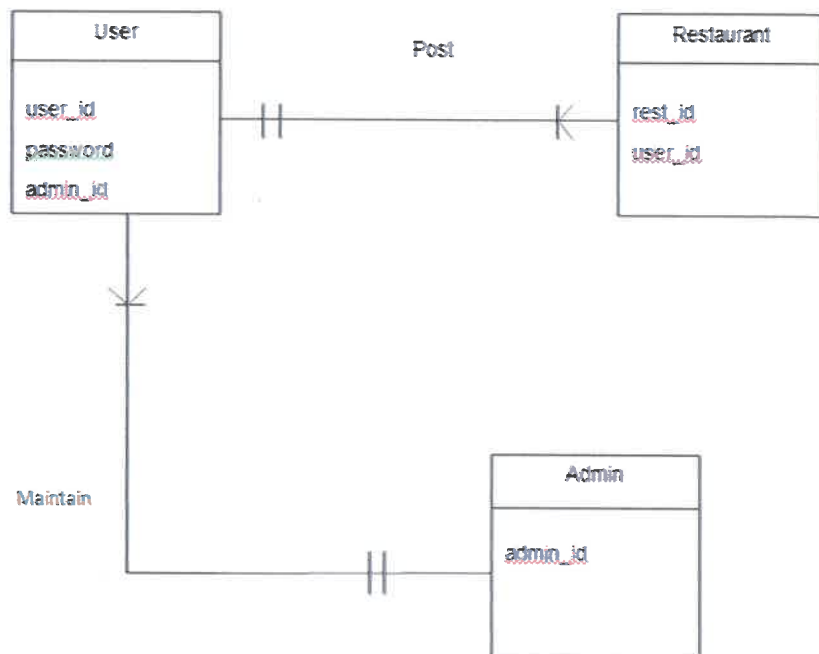 User
user_id
password
admin_id
Post
Restaurant
rest_id
user_id
Maintain
Admin
admin_id